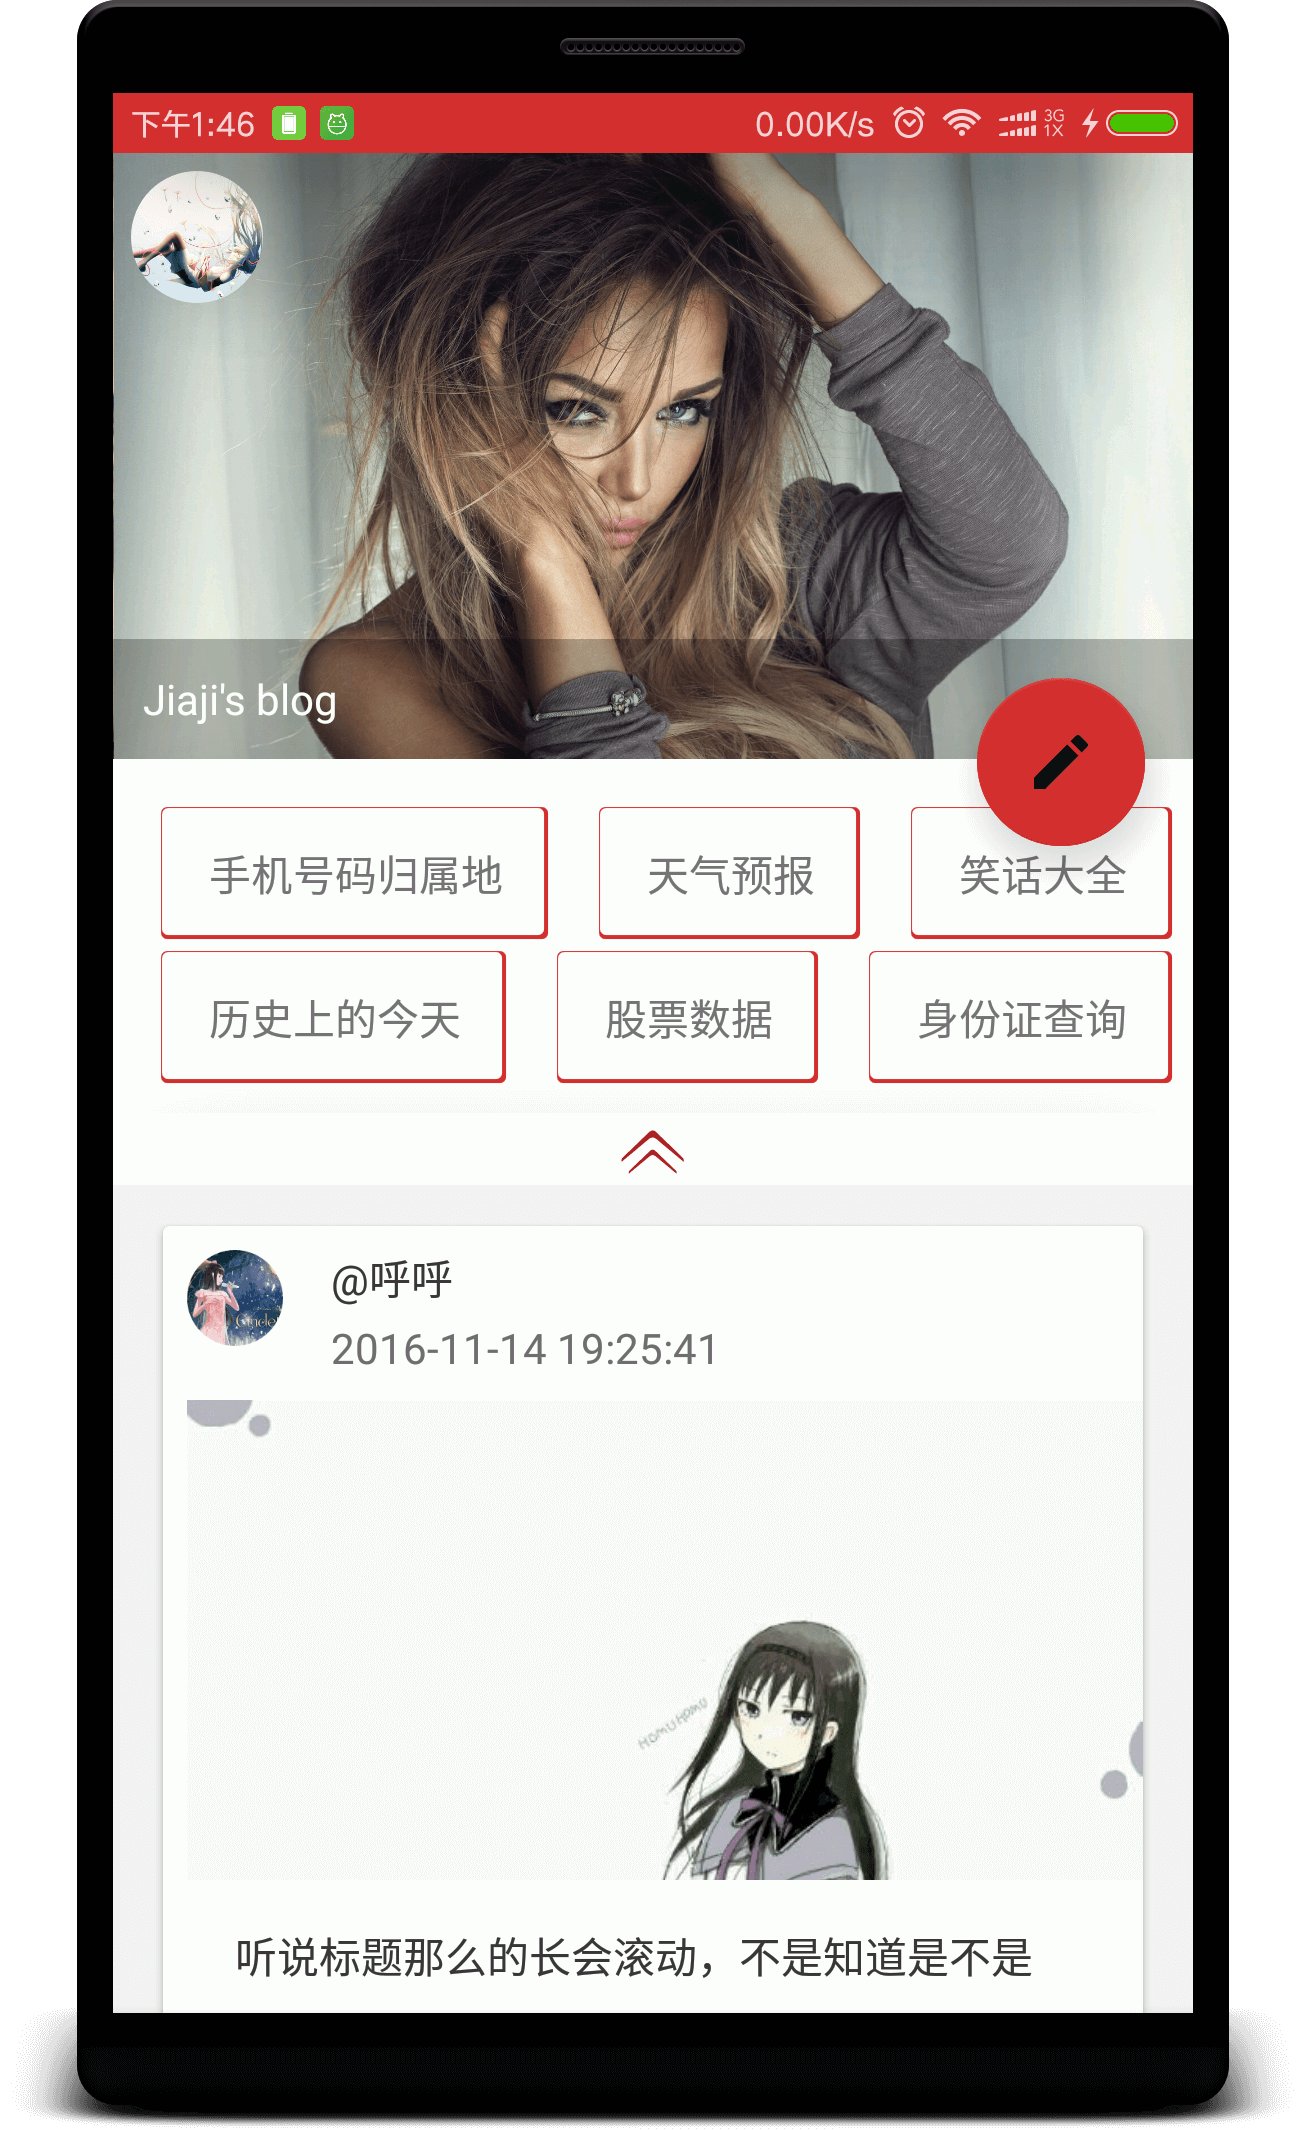 下午1:46
0.00K/s
3G
1X
Jiaji's blog
手机号码归属地
天气预报
笑话大全
历史上的今天
股票数据
身份证查询
@呼呼
2016-11-14 19:25:41
HOMUHOMU
听说标题那么的长会滚动，不是知道是不是